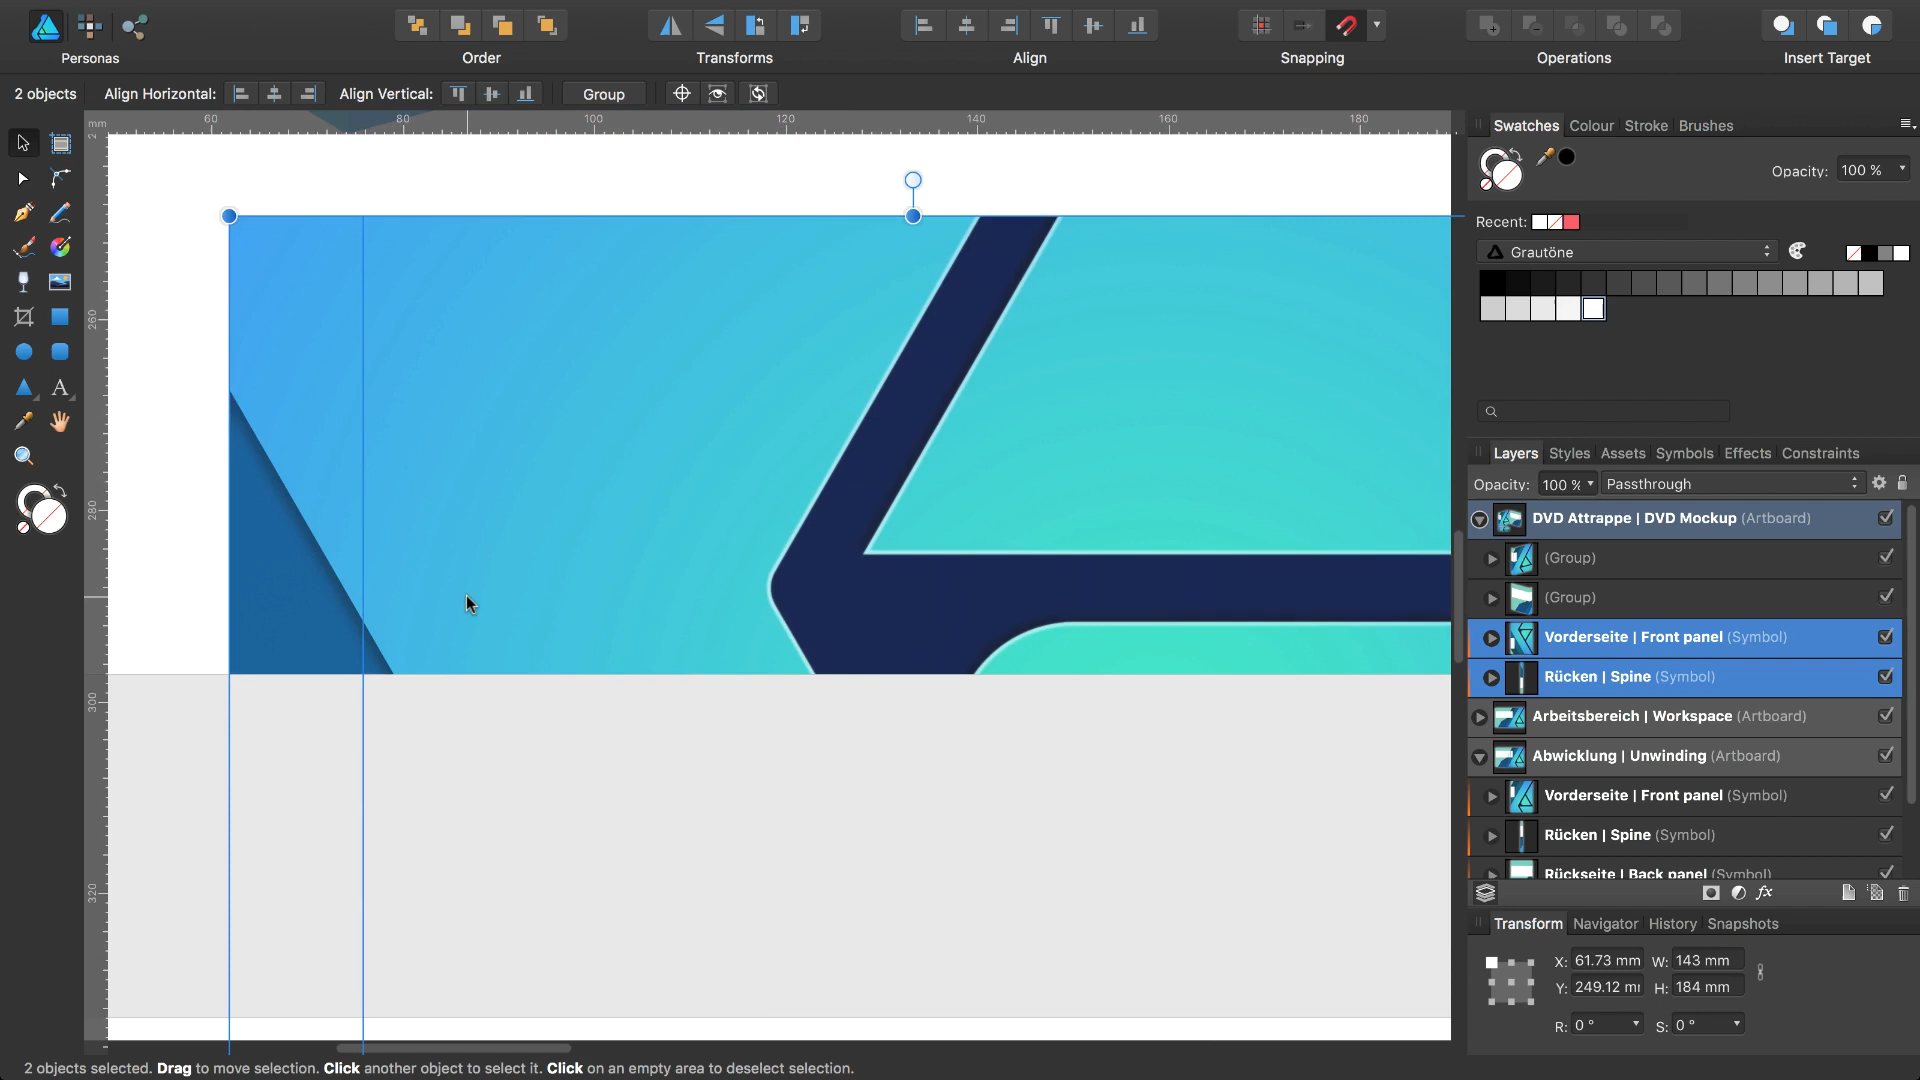 Personas
Order
Transforms
Align
Snapping
Operations
Insert Target
2 objects
Align Horizontal:
Align Vertical:
Group
mm
60
80
100
120
140
160
180
2
260
280
300
320
Swatches Colour Stroke Brushes
Opacity: 100 %
Recent:
Grautöne
Layers Styles Assets Symbols Effects Constraints
Opacity: 100 % Passthrough
DVD Attrappe | DVD Mockup (Artboard)
(Group)
(Group)
Vorderseite | Front panel (Symbol)
Rücken | Spine (Symbol)
Arbeitsbereich | Workspace (Artboard)
Abwicklung | Unwinding (Artboard)
Vorderseite | Front panel (Symbol)
Rücken | Spine (Symbol)
Rückseite | Back panel (Symbol)
fx
Transform Navigator History Snapshots
X: 61.73 mm W: 143 mm
Y: 249.12 m H: 184 mm
R: 0 ° S: 0 °
2 objects selected. Drag to move selection. Click another object to select it. Click on an empty area to deselect selection.